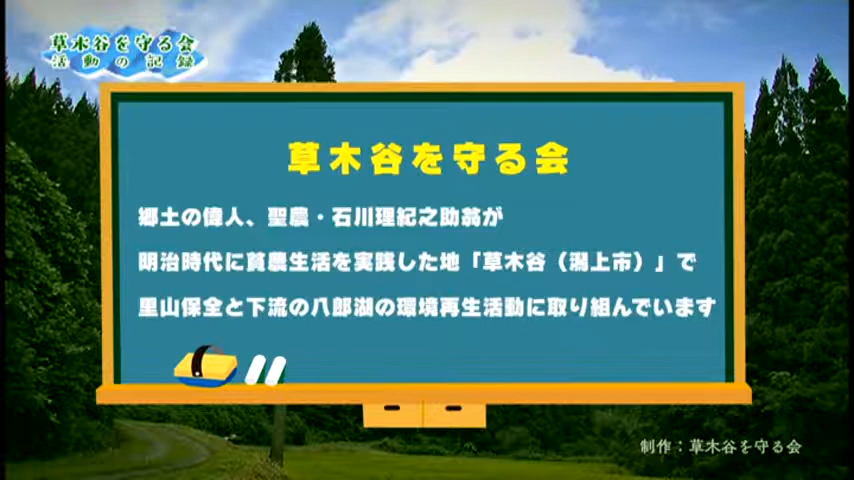 草木谷を守る会
活動の記録
草木谷を守る会
郷土の偉人、聖農・石川理紀之助翁が
明治時代に貧農生活を実践した地「草木谷（潟上市）」で
里山保全と下流の八郎湖の環境再生活動に取り組んでいます
制作：草木谷を守る会